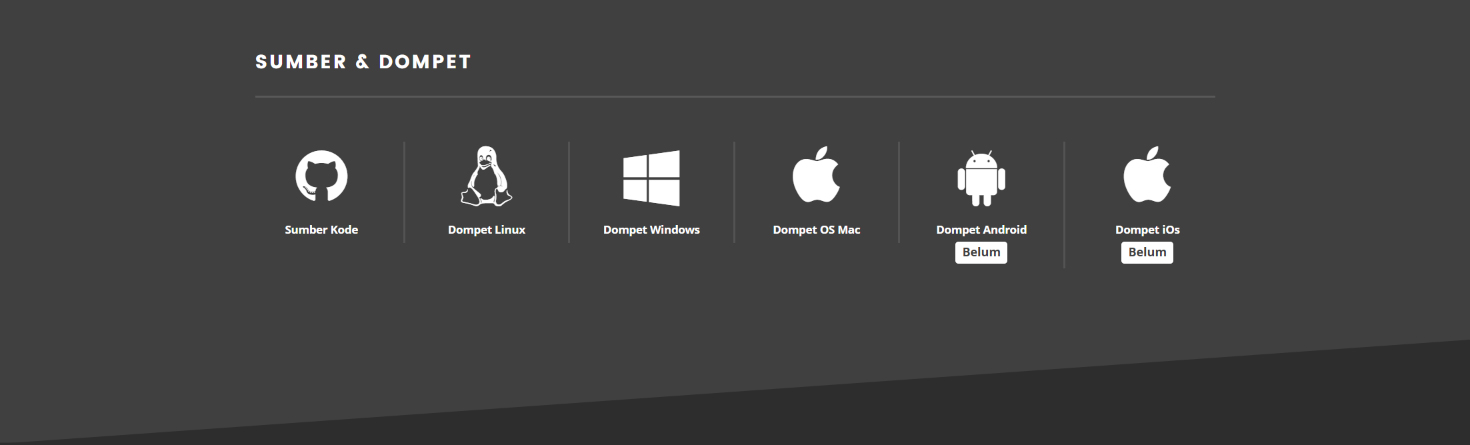 SUMBER & DOMPET
Sumber Kode
Dompet Linux
Dompet Windows
Dompet OS Mac
Dompet Android
Belum
Dompet iOs
Belum